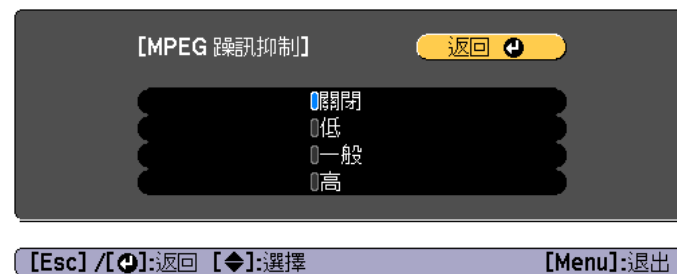 [MPEG 躁訊抑制] 返回
關閉
低
一般
高
[Esc] /[]:返回 []:選擇 [Menu]:退出